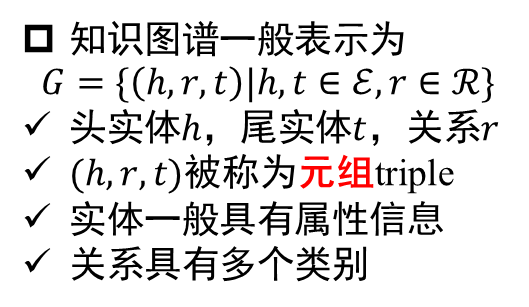 知识图谱一般表示为
G = {(h, r, t)|h, t ∈ ℰ, r ∈ ℛ}
✓ 头实体h，尾实体t，关系r
✓ (h, r, t)被称为元组triple
✓ 实体一般具有属性信息
✓ 关系具有多个类别